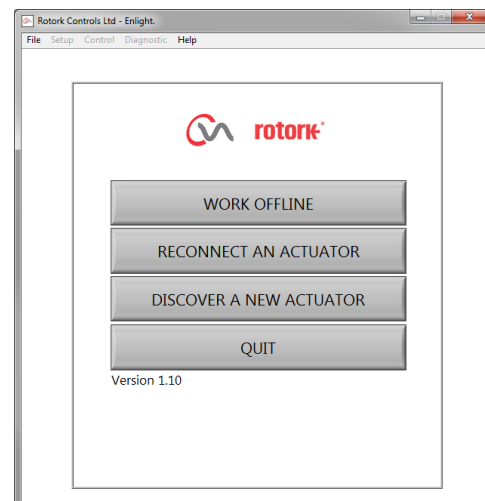 Rotork Controls Ltd - Enlight.
File Setup Control Diagnostic Help
rotork®
WORK OFFLINE
RECONNECT AN ACTUATOR
DISCOVER A NEW ACTUATOR
QUIT
Version 1.10